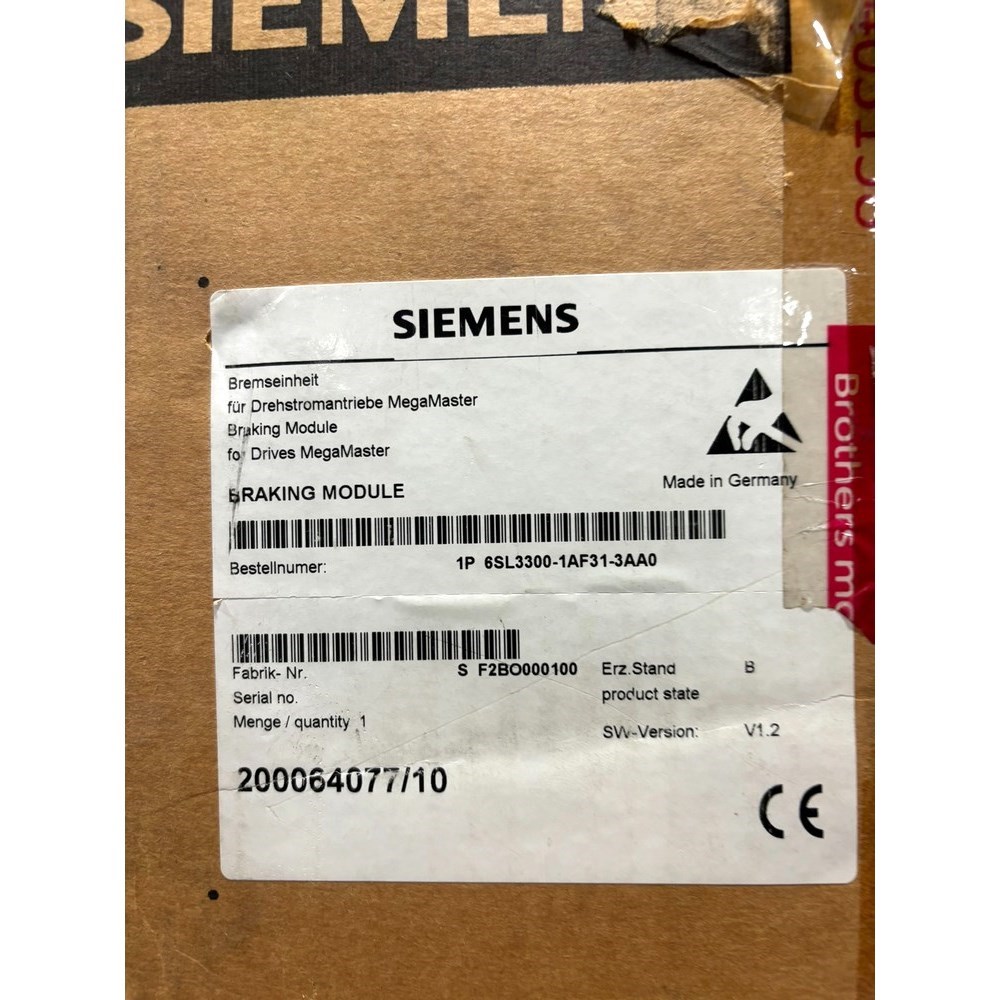 SIEMEN
SIEMENS
Bremseinheit
für Drehstromantriebe MegaMaster
Braking Module
for Drives MegaMaster
BRAKING MODULE
Made in Germany
Bestellnumer: 1P 6SL3300-1AF31-3AA0
Fabrik- Nr. S F2BO000100 Erz.Stand B
Serial no. product state
Menge / quantity 1
SW-Version: V1.2
200064077/10
CE
Brothers mo